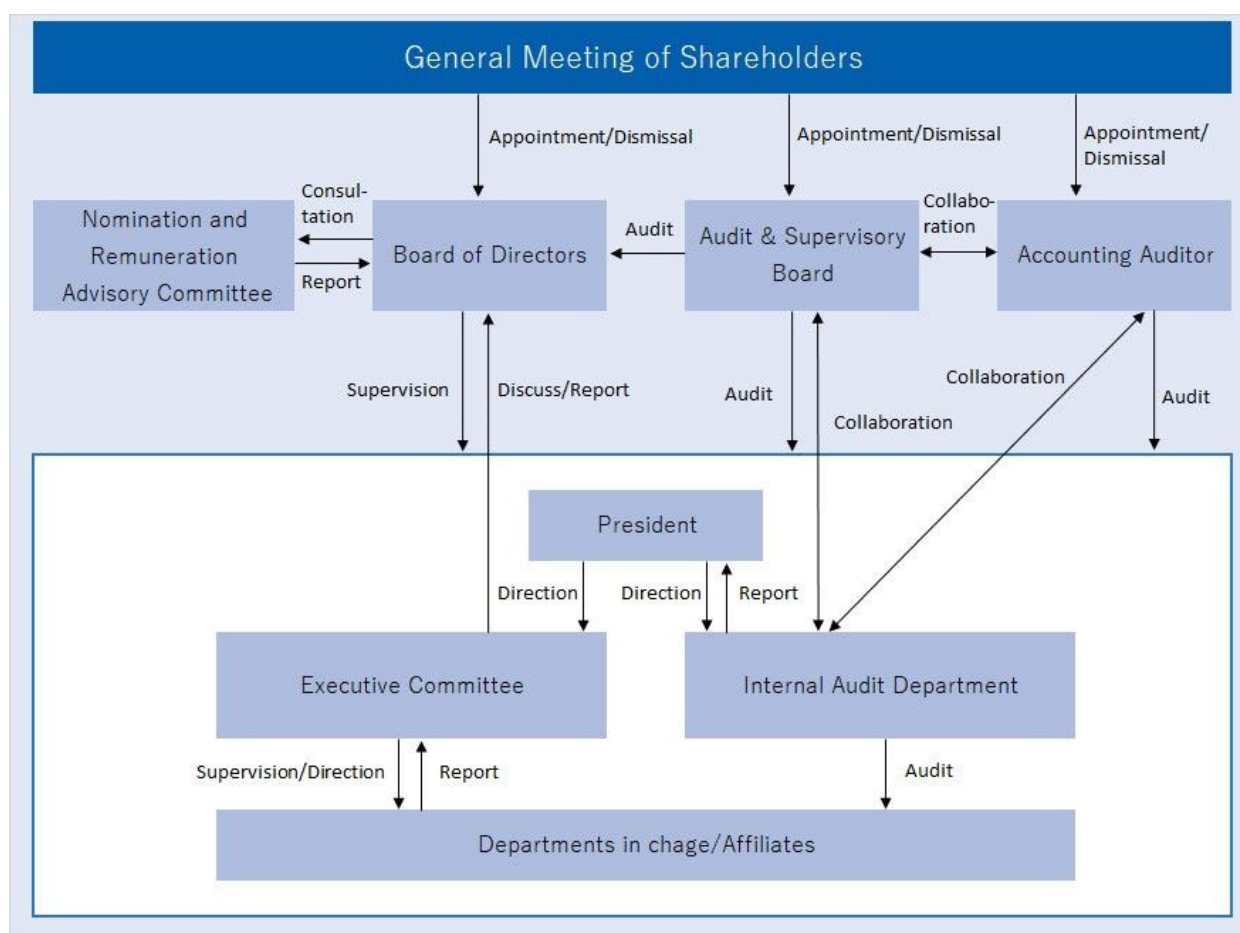 General Meeting of Shareholders
Appointment/Dismissal
Appointment/Dismissal
Appointment/
Dismissal
Consul-
tation
Report
Nomination and
Remuneration
Advisory Committee
Board of Directors
Audit
Audit & Supervisory
Board
Collabo-
ration
Accounting Auditor
Supervision
Discuss/Report
Audit
Collaboration
Collaboration
Audit
President
Direction
Direction
Report
Executive Committee
Internal Audit Department
Supervision/Direction
Report
Audit
Departments in chage/Affiliates